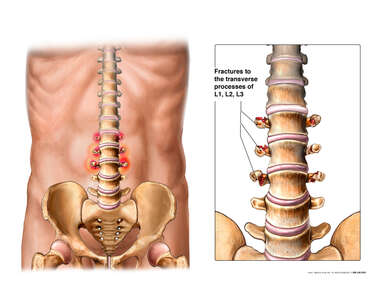 Fractures to
the transverse
processes of
L1, L2, L3